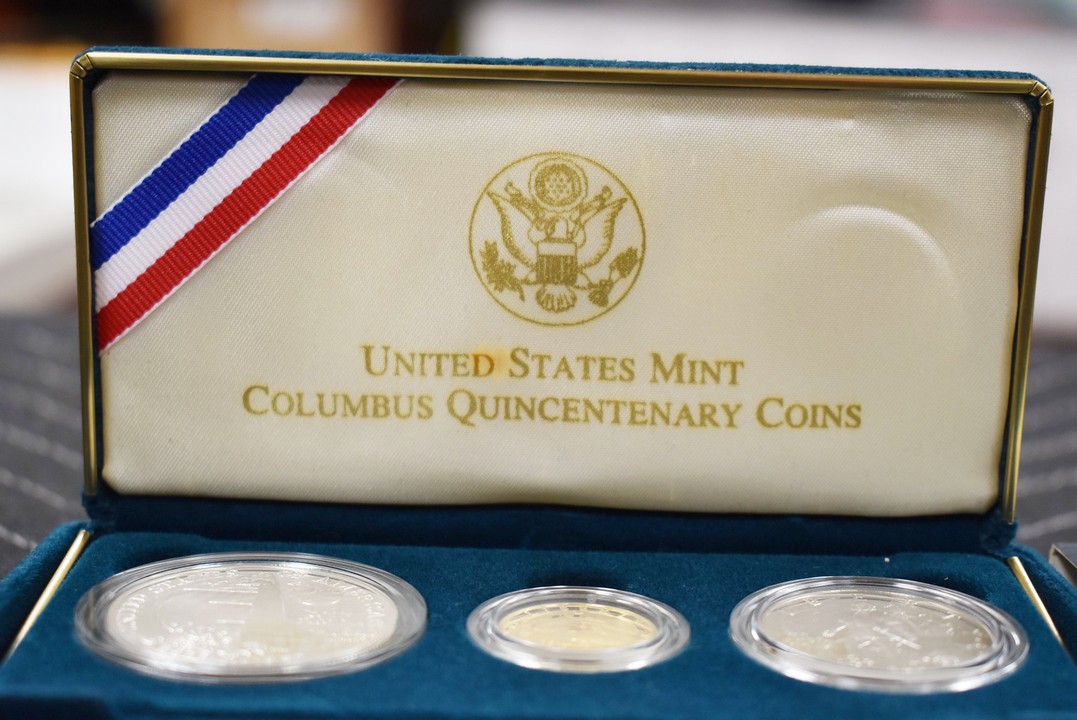 United States Mint
Columbus Quincentenary Coins